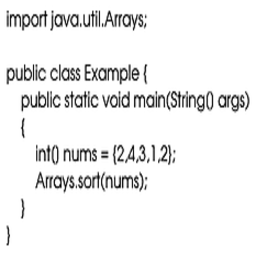 import java.util.Arrays;
public class Example {
public static void main(String() args)
{
int() nums = {2,4,3,1,2};
Arrays.sort(nums);
}
}